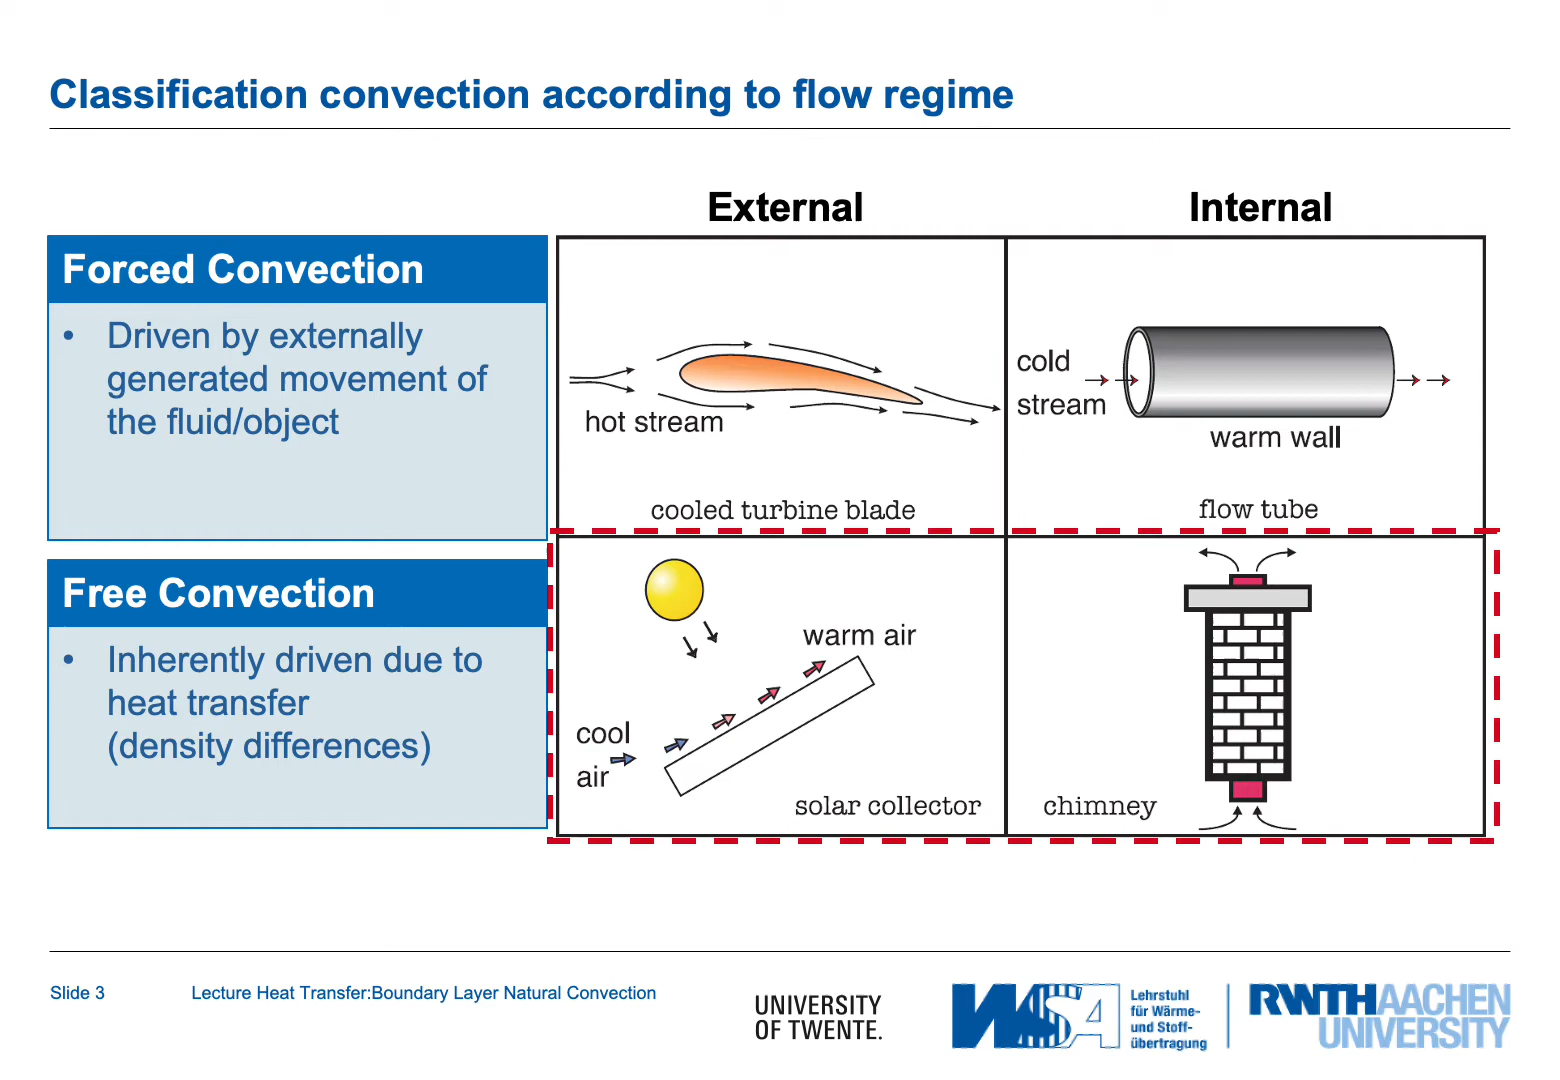 Classification convection according to flow regime
External
Internal
Forced Convection
• Driven by externally
generated movement of
the fluid/object
hot stream
cooled turbine blade
cold
stream
warm wall
flow tube
Free Convection
• Inherently driven due to
heat transfer
(density differences)
warm air
cool
air
solar collector
chimney
Slide 3
Lecture Heat Transfer:Boundary Layer Natural Convection
UNIVERSITY
OF TWENTE.
WSA
Lehrstuhl
für Wärme-
und Stoff-
übertragung
RWTH AACHEN
UNIVERSITY